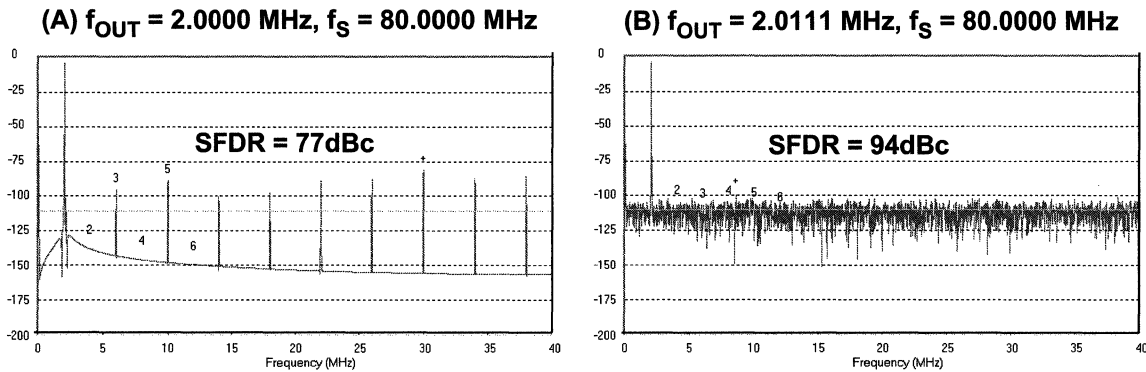 (A) fOUT = 2.0000 MHz, fS = 80.0000 MHz
0
-25
-50
-75
-100
-125
-150
-175
-200
SFDR = 77dBc
2
3
4
5
6
+
0 5 10 15 20 25 30 35 40
Frequency (MHz)
(B) fOUT = 2.0111 MHz, fS = 80.0000 MHz
0
-25
-50
-75
-100
-125
-150
-175
-200
SFDR = 94dBc
2 3 4 + 5 6
0 5 10 15 20 25 30 35 40
Frequency (MHz)